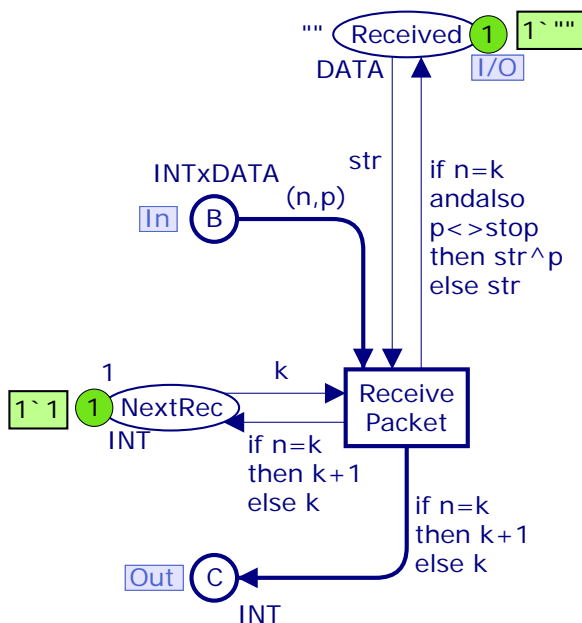 ""
Received
1
1`""
DATA
I/O
str
if n=k
andalso
p<>stop
then str^p
else str
INTxDATA
(n,p)
In
B
1
k
1`1
1
NextRec
INT
Receive
Packet
if n=k
then k+1
else k
if n=k
then k+1
else k
Out
C
INT